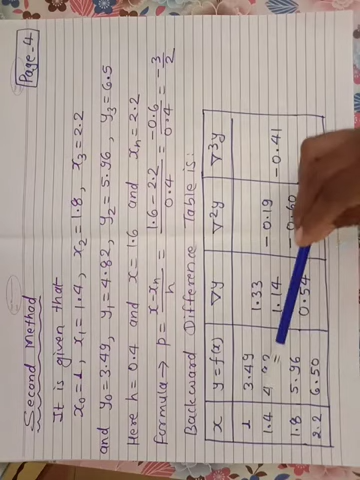 Page-4
Second Method
It is given that
x₀=1, x₁=1.4, x₂=1.8, x₃=2.2
and y₀=3.49, y₁=4.82, y₂=5.96, y₃=6.5
Here h=0.4 and x=1.6 and xₙ=2.2
formula→ P= (x-xₙ)/h = (1.6-2.2)/0.4 = -0.6/0.4 = -3/2
Backward Difference Table is:
x y=f(x) ∇y ∇²y ∇³y
1 3.49
1.33
1.4 -0.19
1.14 -0.41
1.8 5.96
0.54
2.2 6.50